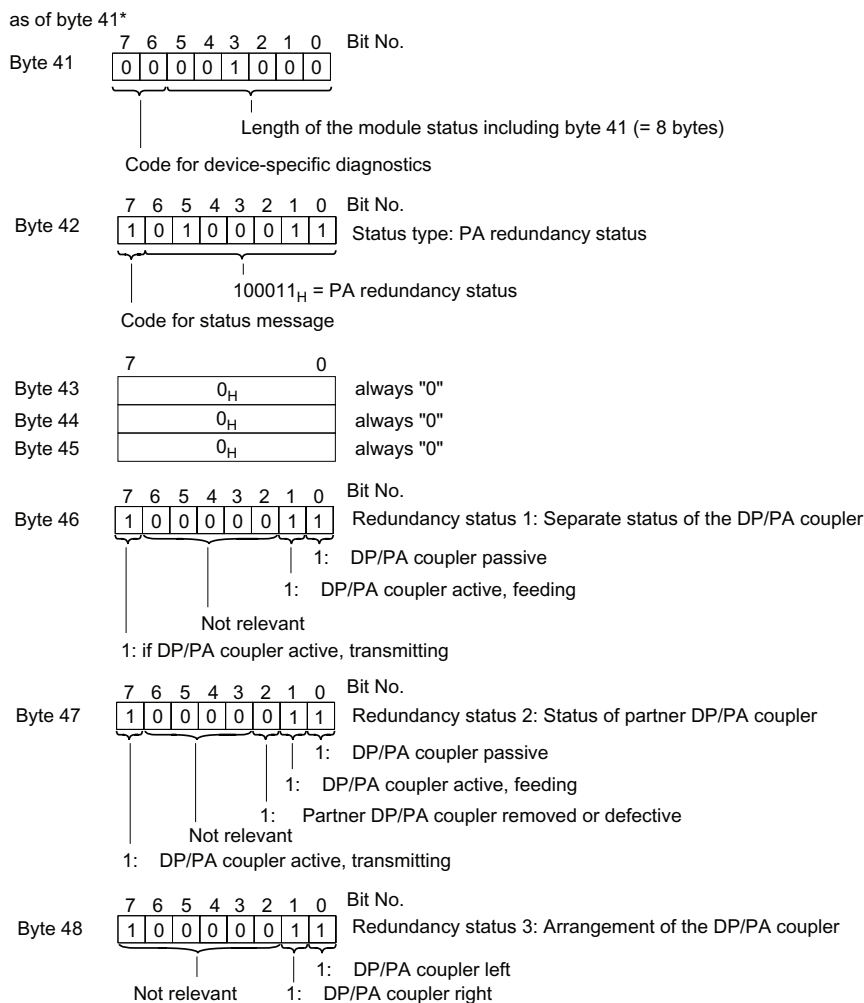 as of byte 41*
7 6 5 4 3 2 1 0 Bit No.
Byte 41 0 0 0 0 1 0 0 0
Length of the module status including byte 41 (= 8 bytes)
Code for device-specific diagnostics
7 6 5 4 3 2 1 0 Bit No.
Byte 42 1 0 1 0 0 0 1 1 Status type: PA redundancy status
100011H = PA redundancy status
Code for status message
7 0
Byte 43 0H always "0"
Byte 44 0H always "0"
Byte 45 0H always "0"
7 6 5 4 3 2 1 0 Bit No.
Byte 46 1 0 0 0 0 0 1 1 Redundancy status 1: Separate status of the DP/PA coupler
1: DP/PA coupler passive
1: DP/PA coupler active, feeding
Not relevant
1: if DP/PA coupler active, transmitting
7 6 5 4 3 2 1 0 Bit No.
Byte 47 1 0 0 0 0 0 1 1 Redundancy status 2: Status of partner DP/PA coupler
1: DP/PA coupler passive
1: DP/PA coupler active, feeding
1: Partner DP/PA coupler removed or defective
Not relevant
1: DP/PA coupler active, transmitting
7 6 5 4 3 2 1 0 Bit No.
Byte 48 1 0 0 0 0 0 1 1 Redundancy status 3: Arrangement of the DP/PA coupler
1: DP/PA coupler left
Not relevant 1: DP/PA coupler right